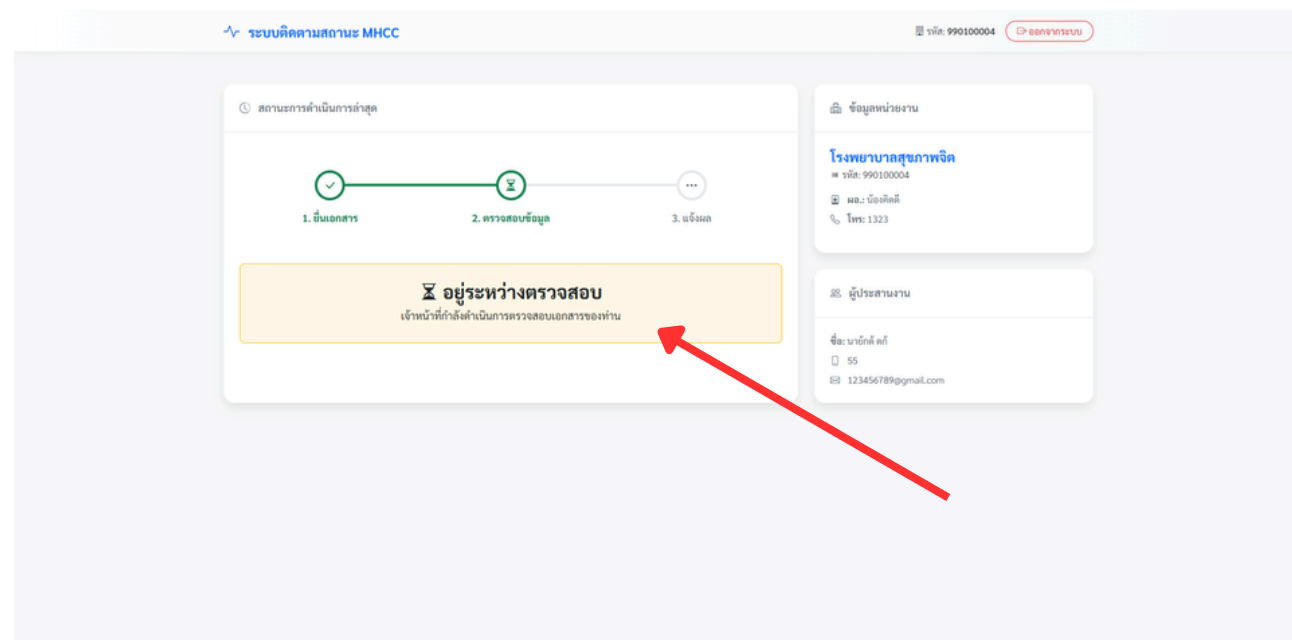 ระบบติดตามสถานะ MHCC
รหัส: 990100004
ออกจากระบบ
สถานะการดำเนินการล่าสุด
1. ยื่นเอกสาร
2. ตรวจสอบข้อมูล
3. แจ้งผล
อยู่ระหว่างตรวจสอบ
เจ้าหน้าที่กำลังดำเนินการตรวจสอบเอกสารของท่าน
ข้อมูลหน่วยงาน
โรงพยาบาลสุขภาพจิต
รหัส: 990100004
ผอ.: น้องคิดดี
โทร: 1323
ผู้ประสานงาน
ชื่อ:
55
123456789@gmail.com